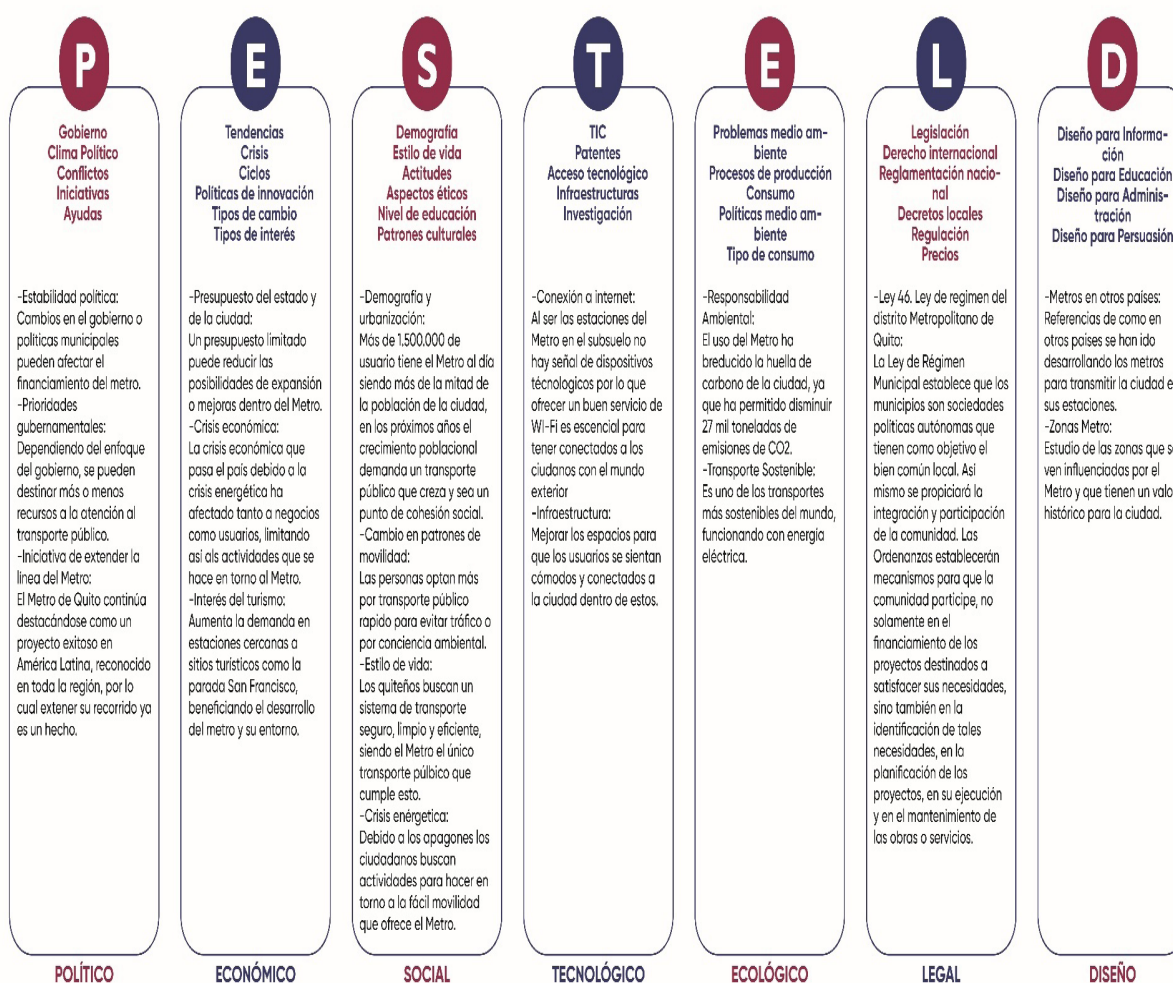 P
Gobierno
Clima Político
Conflictos
Iniciativas
Ayudas
-Estabilidad política:
Cambios en el gobierno o
políticas municipales
pueden afectar el
financiamiento del metro.
-Prioridades
gubernamentales:
Dependiendo del enfoque
del gobierno, se pueden
destinar más o menos
recursos a la atención al
transporte público.
-Iniciativa de extender la
línea del Metro:
El Metro de Quito continúa
destacándose como un
proyecto exitoso en
América Latina, reconocido
en toda la región, por lo
cual extener su recorrido ya
es un hecho.
POLÍTICO
E
Tendencias
Crisis
Ciclos
Políticas de innovación
Tipos de cambio
Tipos de interés
-Presupuesto del estado y
de la ciudad:
Un presupuesto limitado
puede reducir las
posibilidades de expansión
o mejoras dentro del Metro.
-Crisis económica:
La crisis económica que
pasa el país debido a la
crisis energética ha
afectado tanto a negocios
como usuarios, limitando
así als actividades que se
hace en torno al Metro.
-Interés del turismo:
Aumenta la demanda en
estaciones cercanas a
sitios turísticos como la
parada San Francisco,
beneficiando el desarrollo
del metro y su entorno.
ECONÓMICO
S
Demografía
Estilo de vida
Actitudes
Aspectos éticos
Nivel de educación
Patrones culturales
-Demografía y
urbanización:
Más de 1.500.000 de
usuario tiene el Metro al día
siendo más de la mitad de
la población de la ciudad,
en los próximos años el
crecimiento poblacional
demanda un transporte
público que creza y sea un
punto de cohesión social.
-Cambio en patrones de
movilidad:
Las personas optan más
por transporte público
rapido para evitar tráfico o
por conciencia ambiental.
-Estilo de vida:
Los quiteños buscan un
sistema de transporte
seguro, limpio y eficiente,
siendo el Metro el único
transporte púlbico que
cumple esto.
-Crisis enérgetica:
Debido a los apagones los
ciudadanos buscan
actividades para hacer en
torno a la fácil movilidad
que ofrece el Metro.
SOCIAL
T
TIC
Patentes
Acceso tecnológico
Infraestructuras
Investigación
-Conexión a internet:
Al ser las estaciones del
Metro en el subsuelo no
hay señal de dispositivos
técnologicos por lo que
ofrecer un buen servicio de
WI-Fi es escencial para
tener conectados a los
ciudanos con el mundo
exterior
-Infraestructura:
Mejorar los espacios para
que los usuarios se sientan
cómodos y conectados a
la ciudad dentro de estos.
TECNOLÓGICO
E
Problemas medio am-
biente
Procesos de producción
Consumo
Políticas medio am-
biente
Tipo de consumo
-Responsabilidad
Ambiental:
El uso del Metro ha
breducido la huella de
carbono de la ciudad, ya
que ha permitido disminuir
27 mil toneladas de
emisiones de CO2.
-Transporte Sostenible:
Es uno de los transportes
más sostenibles del mundo,
funcionando con energía
eléctrica.
ECOLÓGICO
L
Legislación
Derecho internacional
Reglamentación nacio-
nal
Decretos locales
Regulación
Precios
-Ley 46. Ley de regimen del
distrito Metropolitano de
Quito:
La Ley de Régimen
Municipal establece que los
municipios son sociedades
políticas autónomas que
tienen como objetivo el
bien común local. Asi
mismo se propiciará la
integración y participación
de la comunidad. Las
Ordenanzas establecerán
mecanismos para que la
comunidad participe, no
solamente en el
financiamiento de los
proyectos destinados a
satisfacer sus necesidades,
sino también en la
identificación de tales
necesidades, en la
planificación de los
proyectos, en su ejecución
y en el mantenimiento de
las obras o servicios.
LEGAL
D
Diseño para Informa-
ción
Diseño para Educación
Diseño para Adminis-
tración
Diseño para Persuasión
-Metros en otros países:
Referencias de como en
otros paises se han ido
desarrollando los metros
para transmitir la ciudad e
sus estaciones.
-Zonas Metro:
Estudio de las zonas que s
ven influenciadas por el
Metro y que tienen un valo
histórico para la ciudad.
DISEÑO